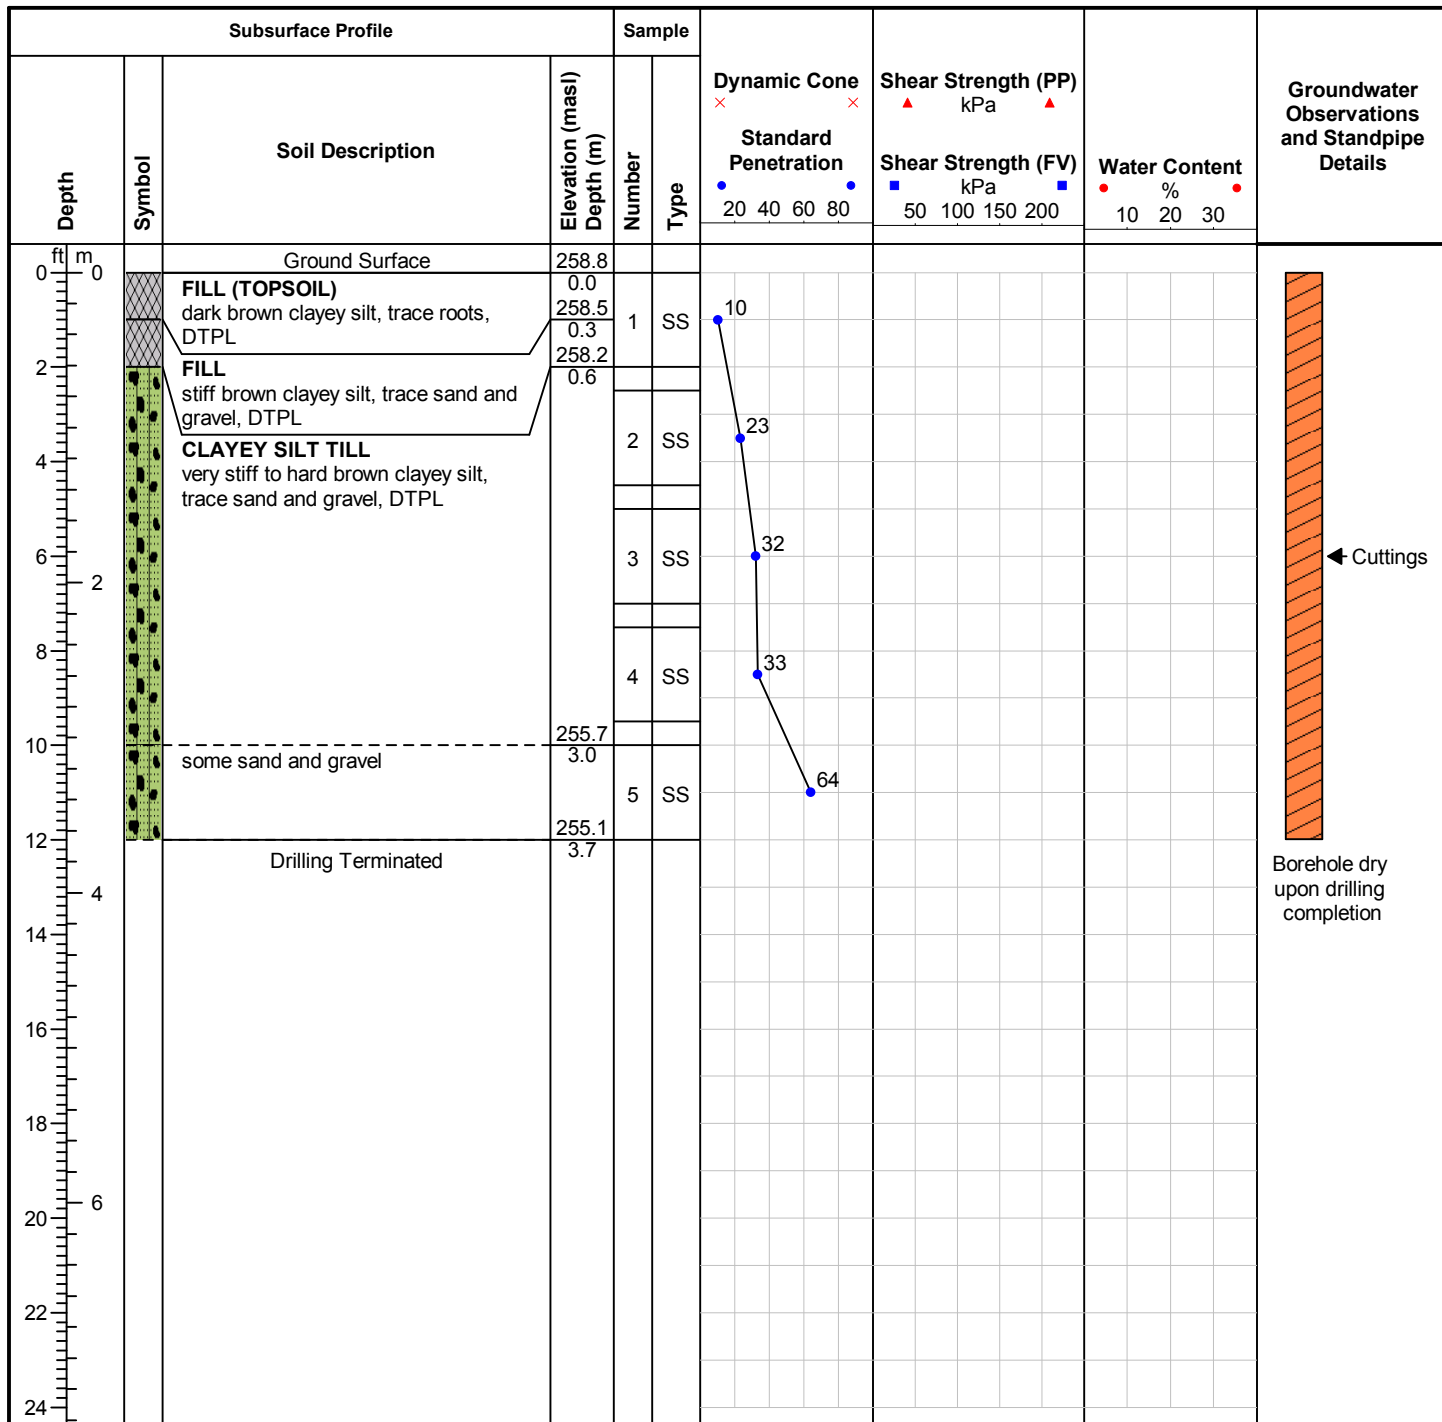 Subsurface Profile
Sample
Depth
Symbol
Soil Description
Elevation (masl)
Depth (m)
Number
Type
Dynamic Cone
Standard
Penetration
20 40 60 80
Shear Strength (PP)
kPa
Shear Strength (FV)
kPa
50 100 150 200
Water Content
%
10 20 30
Groundwater
Observations
and Standpipe
Details
ft m
0 0
2
4
6
2
8
10
12
4
14
16
18
6
20
22
24
Ground Surface
258.8
0.0
FILL (TOPSOIL)
dark brown clayey silt, trace roots,
DTPL
258.5
0.3
FILL
stiff brown clayey silt, trace sand and
gravel, DTPL
258.2
0.6
CLAYEY SILT TILL
very stiff to hard brown clayey silt,
trace sand and gravel, DTPL
255.7
3.0
some sand and gravel
255.1
3.7
Drilling Terminated
1 SS 10
2 SS 23
3 SS 32
4 SS 33
5 SS 64
Cuttings
Borehole dry
upon drilling
completion